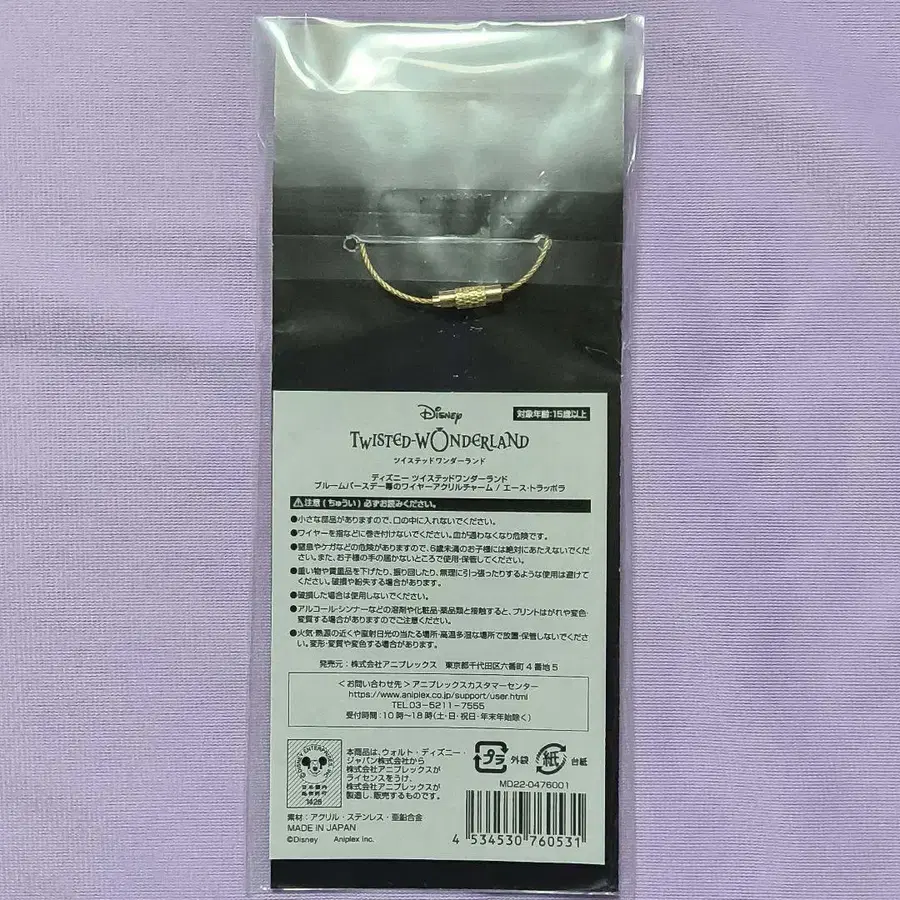 Disney
対象年齢:15歳以上
TWISTED-WONDERLAND
ツイステッドワンダーランド
ディズニー ツイステッドワンダーランド
ブルームバースデー箒のワイヤーアクリルチャーム / エース・トラッポラ
注意 (ちゅうい) 必ずお読みください。
●小さな部品がありますので、口の中に入れないでください。
●ワイヤーを指などに巻き付けないでください。血が通わなくなり危険です。
●窒息やケガなどの危険がありますので、6歳未満のお子様には絶対にあたえないでください。また、お子様の手の届かないところで使用・保管してください。
●重い物や貴重品を下げたり、振り回したり、無理に引っ張ったりするような使用は避けてください。破損や紛失する場合があります。
●破損した場合は使用しないでください。
●アルコール・シンナーなどの溶剤や化粧品・薬品類と接触すると、プリントはがれや変色・変質する場合がありますのでご注意ください。
●火気・熱源の近くや直射日光の当たる場所・高温多湿な場所で放置・保管しないでください。変形・変質や変色する場合があります。
発売元：株式会社アニプレックス 東京都千代田区六番町4番地5
＜お問い合わせ先＞アニプレックスカスタマーセンター
https://www.aniplex.co.jp/support/user.html
TEL.03-5211-7555
受付時間：10時～18時(土・日・祝日・年末年始除く)
本商品は、ウォルト・ディズニー・
ジャパン株式会社から
株式会社アニプレックスが
ライセンスをうけ、
株式会社アニプレックスが
製造し、販売するものです。
プラ 外袋 紙 台紙
MD22-0476001
1426
素材：アクリル・ステンレス・亜鉛合金
MADE IN JAPAN
©Disney Aniplex Inc.
4 534530 760531